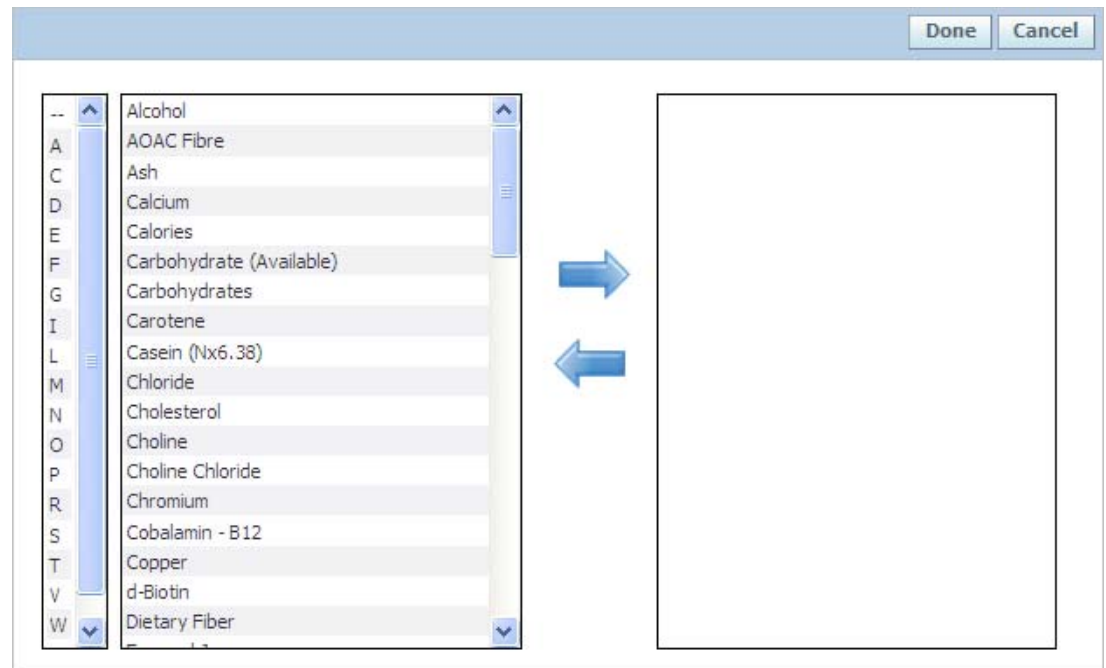 Done Cancel
--
A
C
D
E
F
G
I
L
M
N
O
P
R
S
T
V
W
Alcohol
AOAC Fibre
Ash
Calcium
Calories
Carbohydrate (Available)
Carbohydrates
Carotene
Casein (Nx6.38)
Chloride
Cholesterol
Choline
Choline Chloride
Chromium
Cobalamin - B12
Copper
d-Biotin
Dietary Fiber